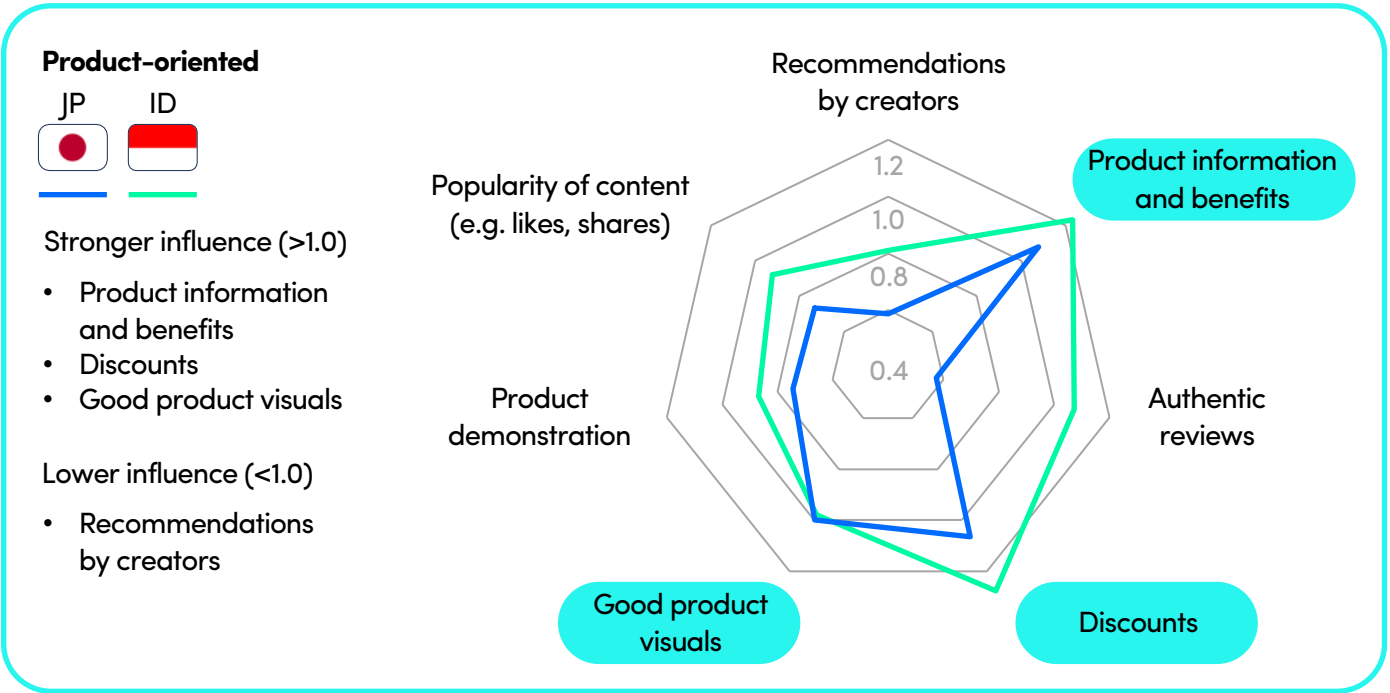 Product-oriented
JP ID
Stronger influence (>1.0)
• Product information
and benefits
• Discounts
• Good product visuals
Lower influence (<1.0)
• Recommendations
by creators
Recommendations
by creators
Product information
and benefits
Authentic
reviews
Discounts
Good product
visuals
Product
demonstration
Popularity of content
(e.g. likes, shares)
1.2
1.0
0.8
0.4